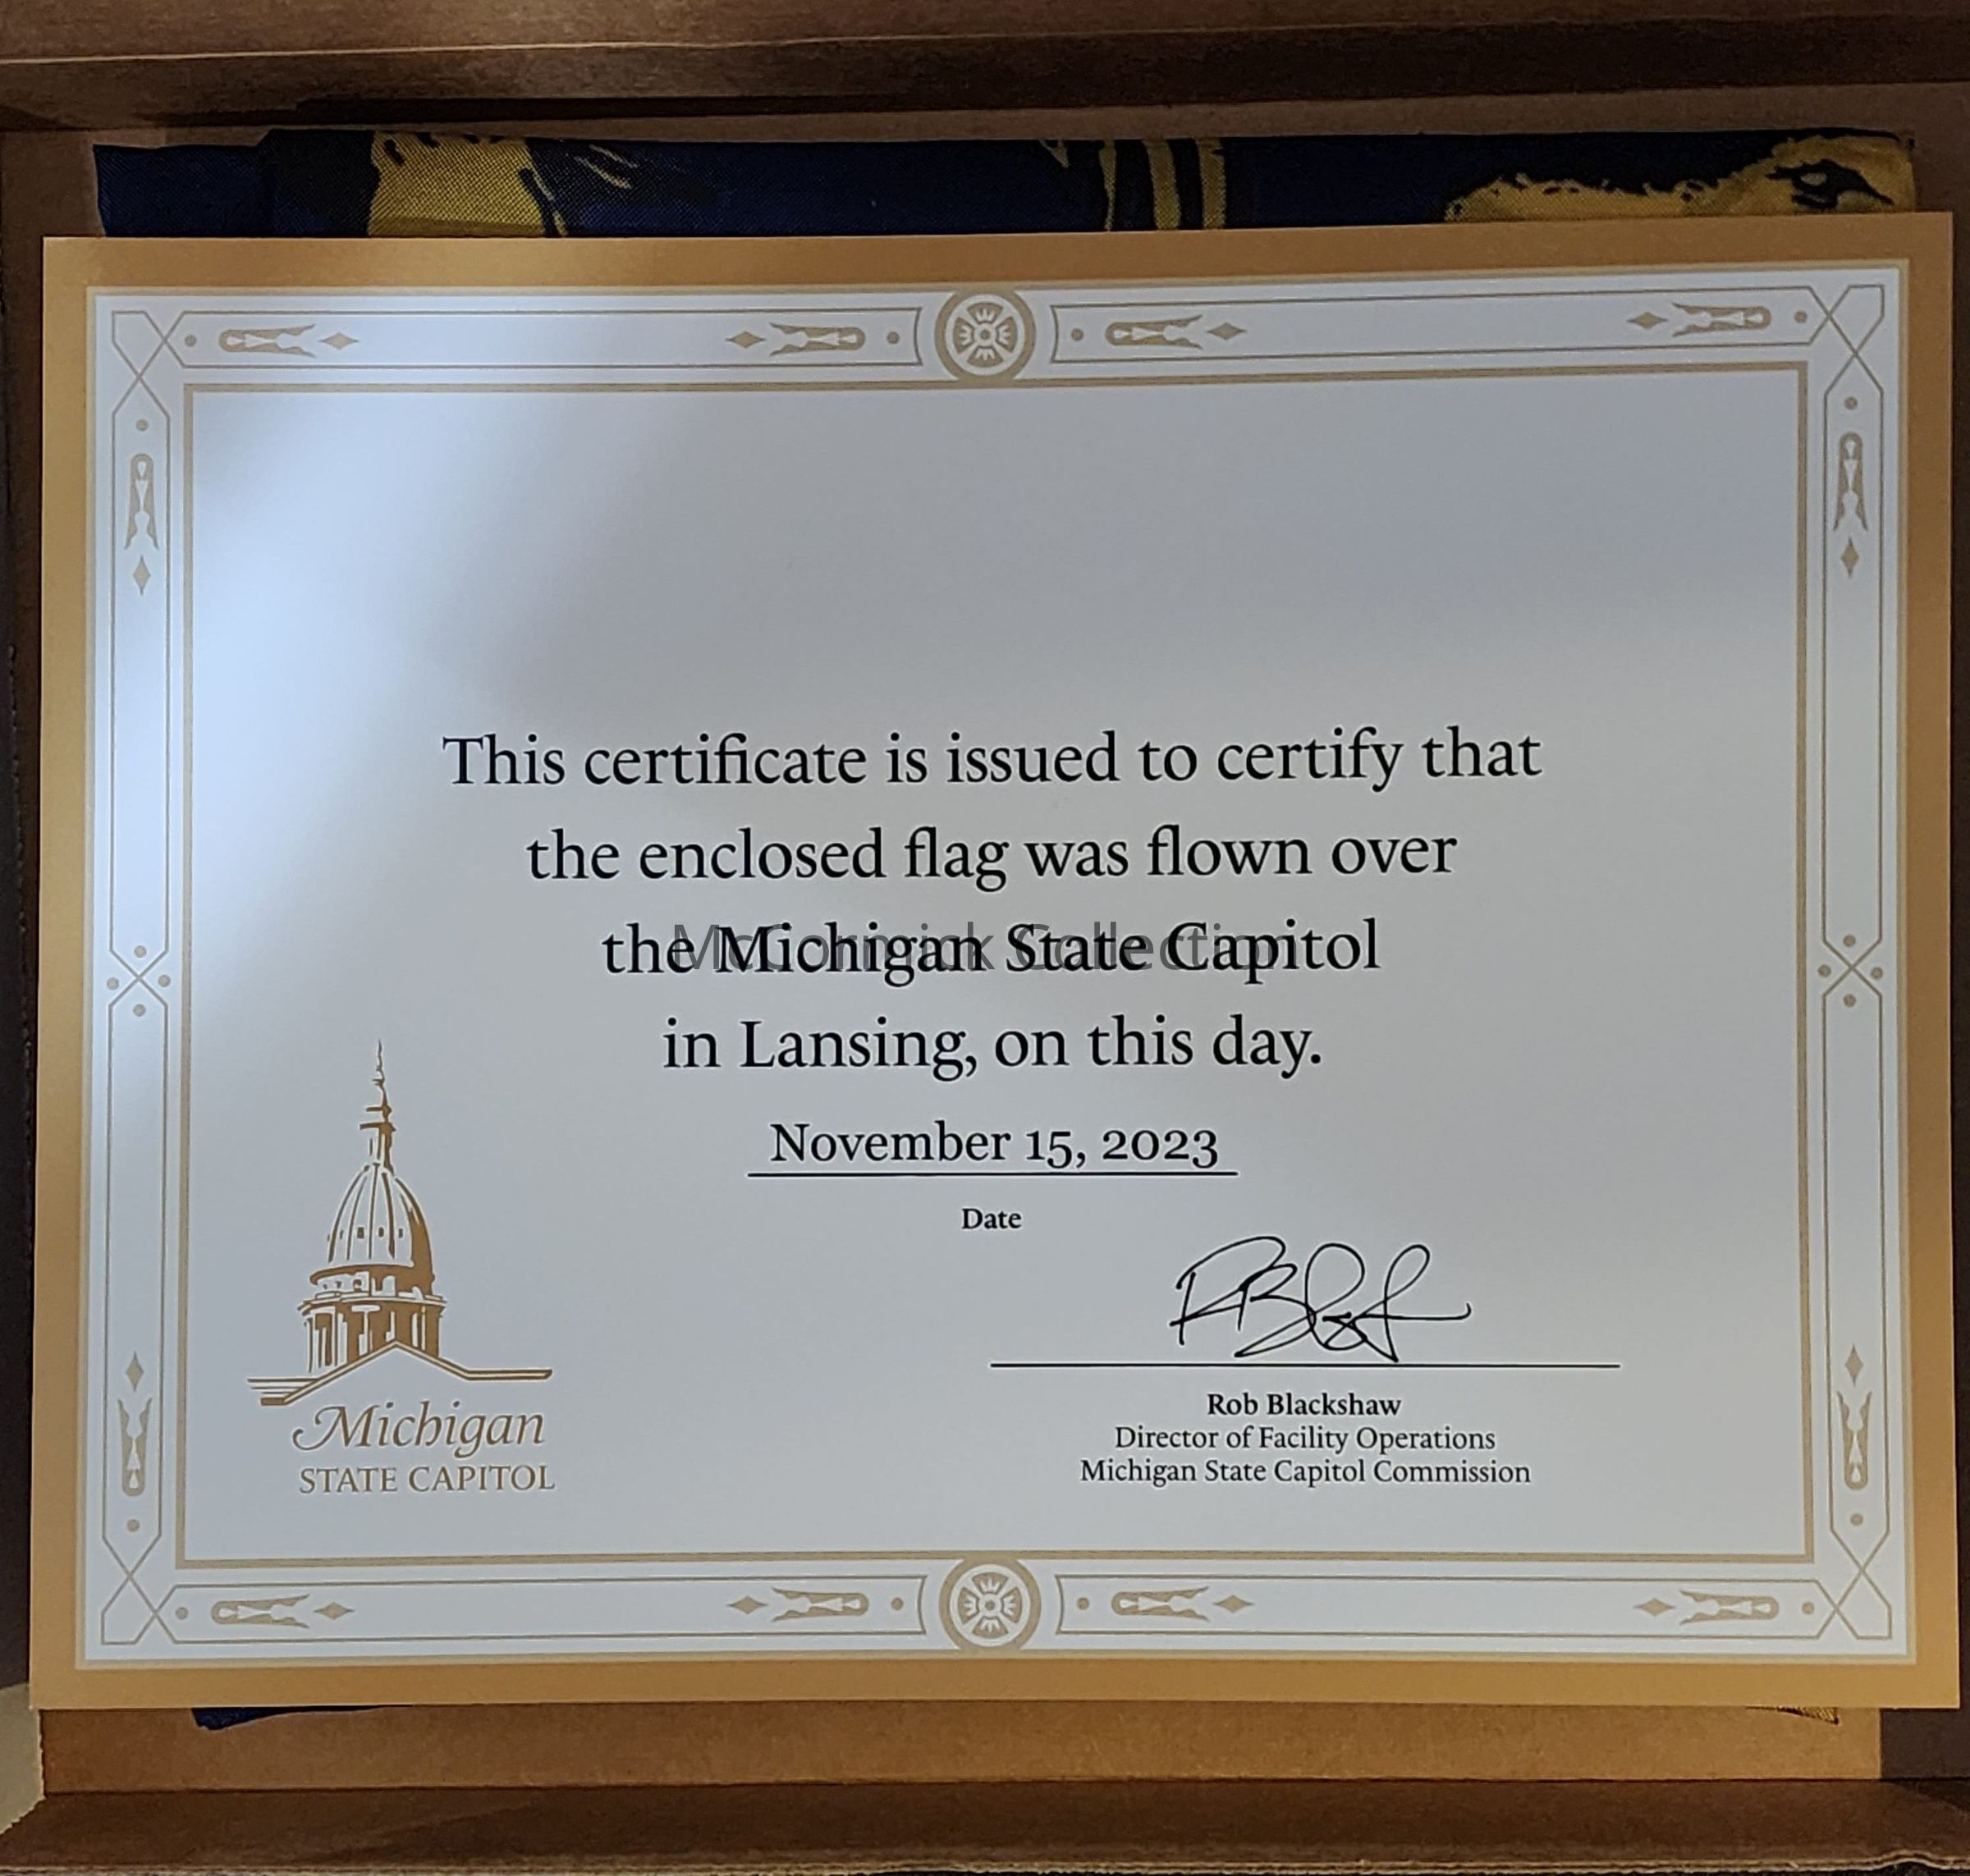 This certificate is issued to certify that
the enclosed flag was flown over
the Michigan State Capitol
McCormick Collection
in Lansing, on this day.
November 15, 2023
Date
Rob Blackshaw
Director of Facility Operations
Michigan State Capitol Commission
Michigan
STATE CAPITOL